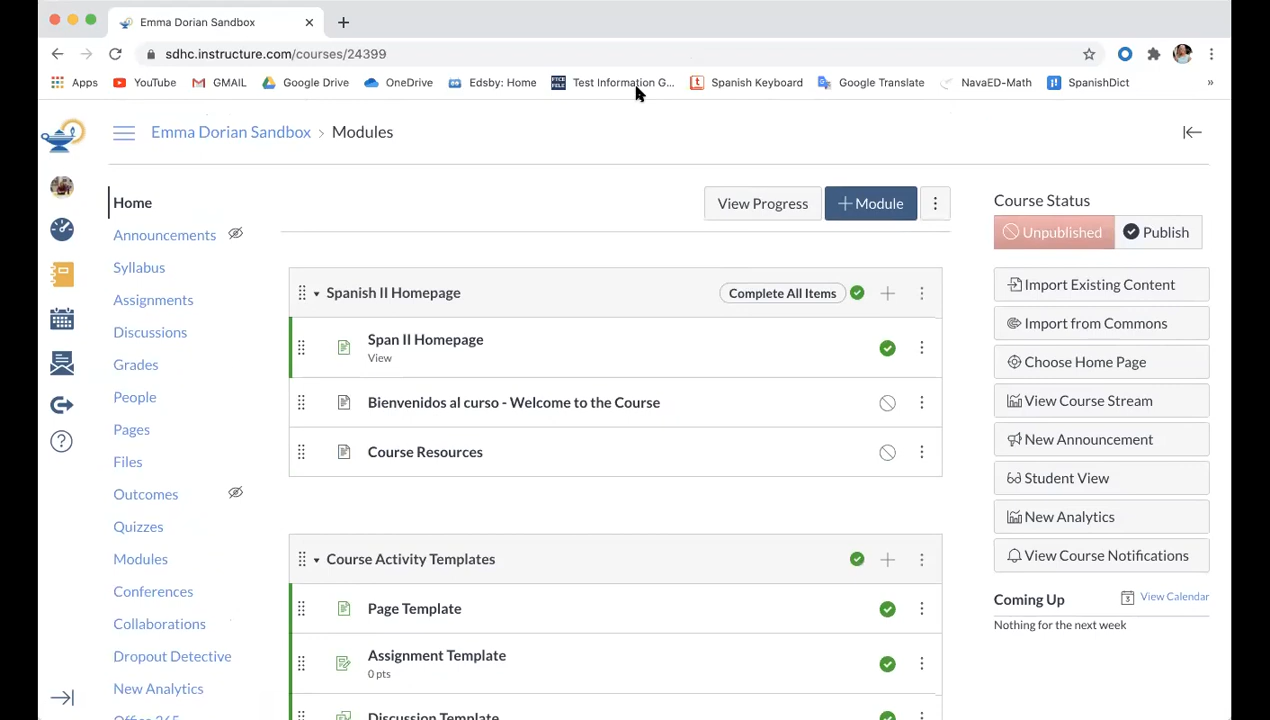 Emma Dorian Sandbox
sdhc.instructure.com/courses/24399
Apps YouTube GMAIL Google Drive OneDrive Edsby: Home Test Information G... Spanish Keyboard Google Translate NavaED-Math SpanishDict »
Emma Dorian Sandbox › Modules
Home
Announcements
Syllabus
Assignments
Discussions
Grades
People
Pages
Files
Outcomes
Quizzes
Modules
Conferences
Collaborations
Dropout Detective
New Analytics
Office 365
View Progress + Module
Spanish II Homepage Complete All Items
Span II Homepage
View
Bienvenidos al curso - Welcome to the Course
Course Resources
Course Activity Templates
Page Template
Assignment Template
0 pts
Discussion Template
Course Status
Unpublished Publish
Import Existing Content
Import from Commons
Choose Home Page
View Course Stream
New Announcement
Student View
New Analytics
View Course Notifications
Coming Up View Calendar
Nothing for the next week